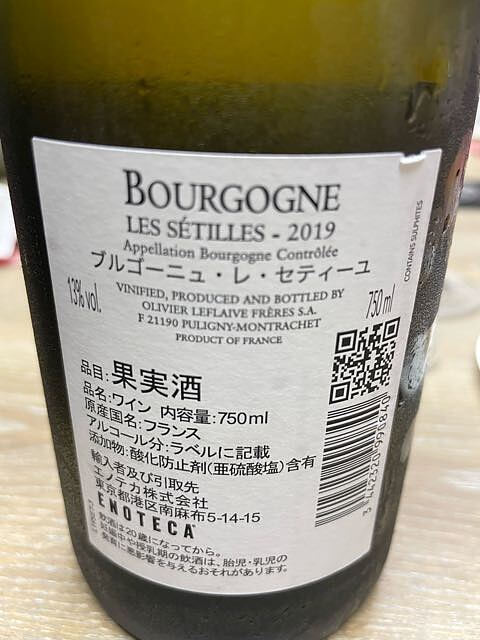 BOURGOGNE
LES SÉTILLES - 2019
Appellation Bourgogne Contrôlée
ブルゴーニュ・レ・セティーユ
13% vol.
VINIFIED, PRODUCED AND BOTTLED BY
OLIVIER LEFLAIVE FRÈRES S.A.
F 21190 PULIGNY-MONTRACHET
PRODUCT OF FRANCE
750 ml
CONTAINS SULPHITES
品目:果実酒
品名:ワイン 内容量:750ml
原産国名:フランス
アルコール分:ラベルに記載
添加物:酸化防止剤(亜硫酸塩)含有
輸入者及び引取先
エノテカ株式会社
東京都港区南麻布5-14-15
ENOTECA
飲酒は20歳になってから。
妊娠中や授乳期の飲酒は、胎児・乳児の
発育に悪影響を与えるおそれがあります。